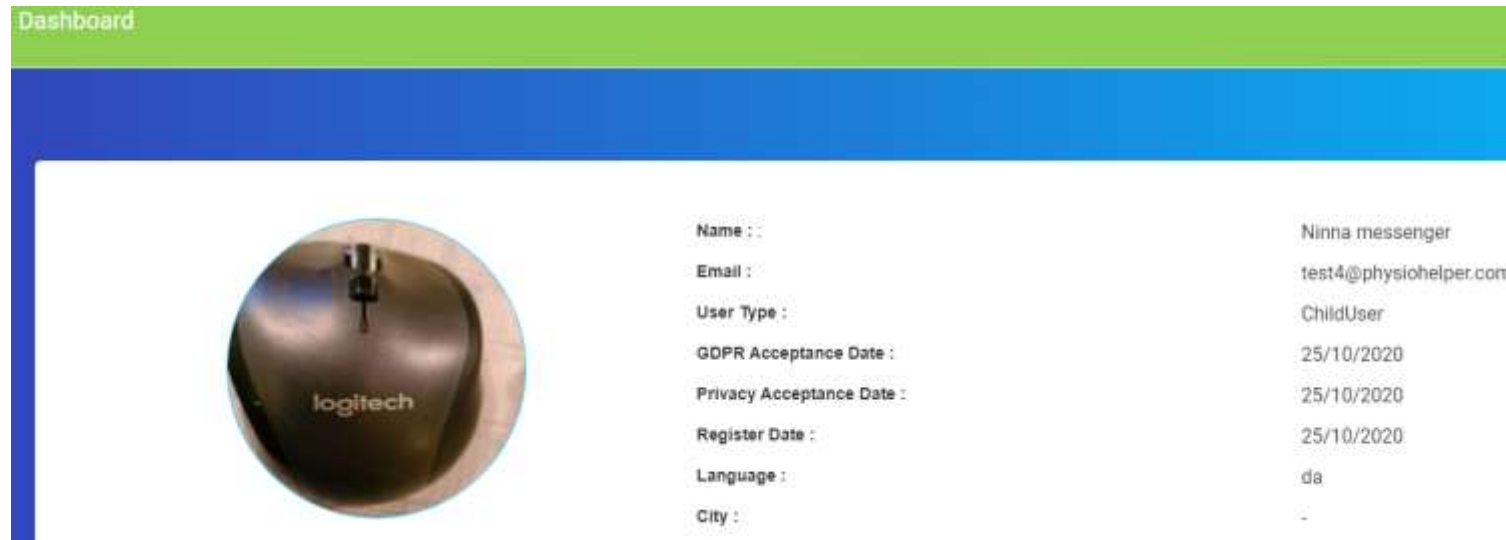 Dashboard
logitech
Name : :	Ninna messenger
Email :	test4@physiohelper.com
User Type :	ChildUser
GDPR Acceptance Date :	25/10/2020
Privacy Acceptance Date :	25/10/2020
Register Date :	25/10/2020
Language :	da
City :	-